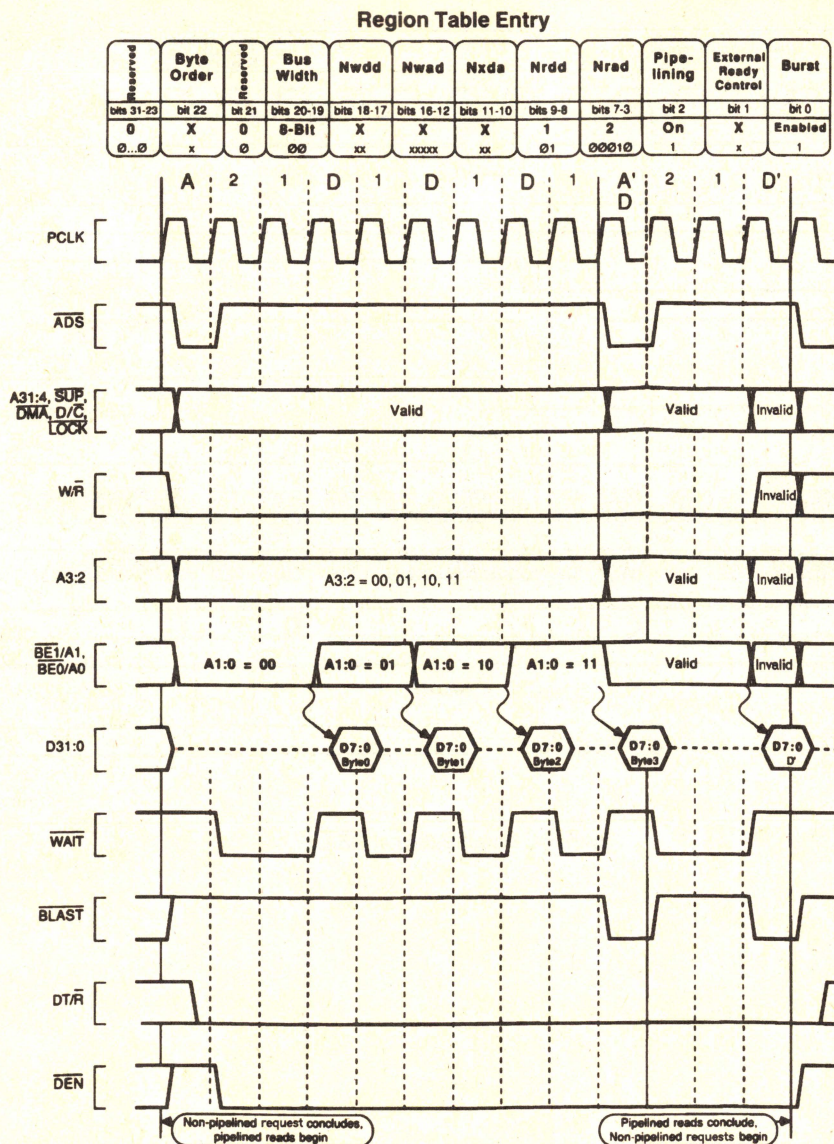 Region Table Entry
Reserved
Byte Order
Reserved
Bus Width
Nwdd
Nwad
Nxda
Nrdd
Nrad
Pipe-lining
External Ready Control
Burst
bits 31-23 bit 22 bit 21 bits 20-19 bits 18-17 bits 16-12 bits 11-10 bits 9-8 bits 7-3 bit 2 bit 1 bit 0
0 X 0 8-Bit X X X 1 2 On X Enabled
0...0 x 0 00 xx xxxxx xx 01 00010 1 x 1
A 2 1 D 1 D 1 D 1 A' 2 1 D'
D
PCLK
ADS
A31:4, SUP,
DMA, D/C,
LOCK
Valid Valid Invalid
W/R
Invalid
A3:2
A3:2 = 00, 01, 10, 11 Valid Invalid
BE1/A1,
BE0/A0
A1:0 = 00 A1:0 = 01 A1:0 = 10 A1:0 = 11 Valid Invalid
D31:0
D7:0 D7:0 D7:0 D7:0 D7:0
Byte0 Byte1 Byte2 Byte3 D'
WAIT
BLAST
DT/R
DEN
Non-pipelined request concludes,
pipelined reads begin
Pipelined reads conclude,
Non-pipelined requests begin